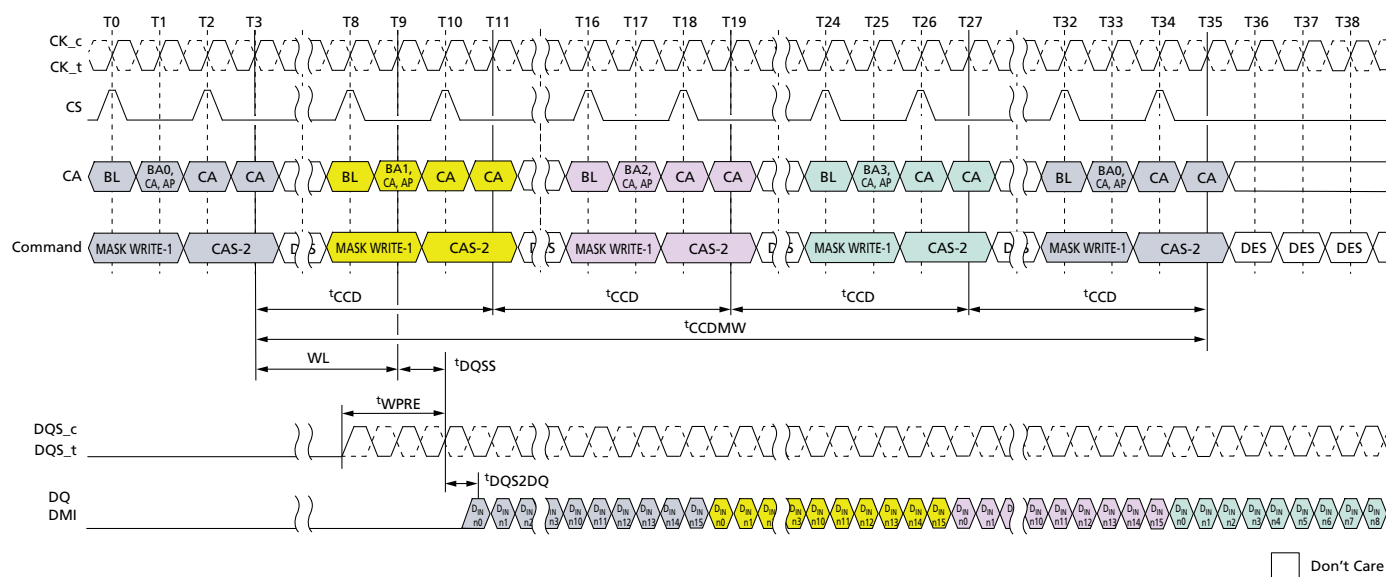 T0 T1 T2 T3 T8 T9 T10 T11 T16 T17 T18 T19 T24 T25 T26 T27 T32 T33 T34 T35 T36 T37 T38
CK_c
CK_t
CS
CA BL BA0, CA, AP CA CA BL BA1, CA, AP CA CA BL BA2, CA, AP CA CA BL BA3, CA, AP CA CA BL BA0, CA, AP CA CA
Command MASK WRITE-1 CAS-2 D S MASK WRITE-1 CAS-2 D S MASK WRITE-1 CAS-2 D S MASK WRITE-1 CAS-2 D S MASK WRITE-1 CAS-2 DES DES DES
tCCD tCCD tCCD tCCD
tCCDMW
WL tDQSS
tWPRE
DQS_c
DQS_t
tDQS2DQ
DQ
DMI
DIN n0 DIN n1 DIN n2 DIN n3 DIN n10 DIN n11 DIN n12 DIN n13 DIN n14 DIN n15 DIN n0 DIN n1 D n DIN n3 DIN n10 DIN n11 DIN n12 DIN n13 DIN n14 DIN n15 DIN n0 DIN n1 D DIN n10 DIN n11 DIN n12 DIN n13 DIN n14 DIN n15 DIN n0 DIN n1 DIN n2 DIN n3 DIN n4 DIN n5 DIN n6 DIN n7 DIN n8
Don't Care